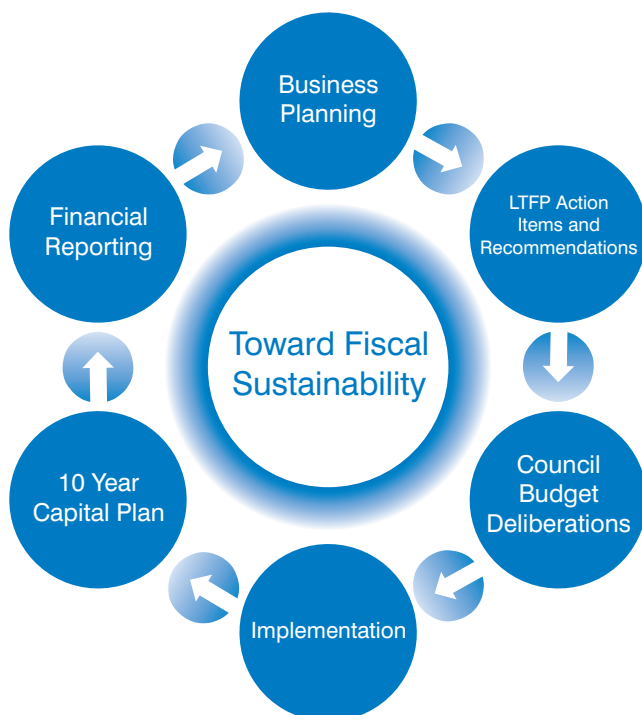 Business
Planning
LTFP Action
Items and
Recommendations
Council
Budget
Deliberations
Implementation
10 Year
Capital Plan
Financial
Reporting
Toward Fiscal
Sustainability